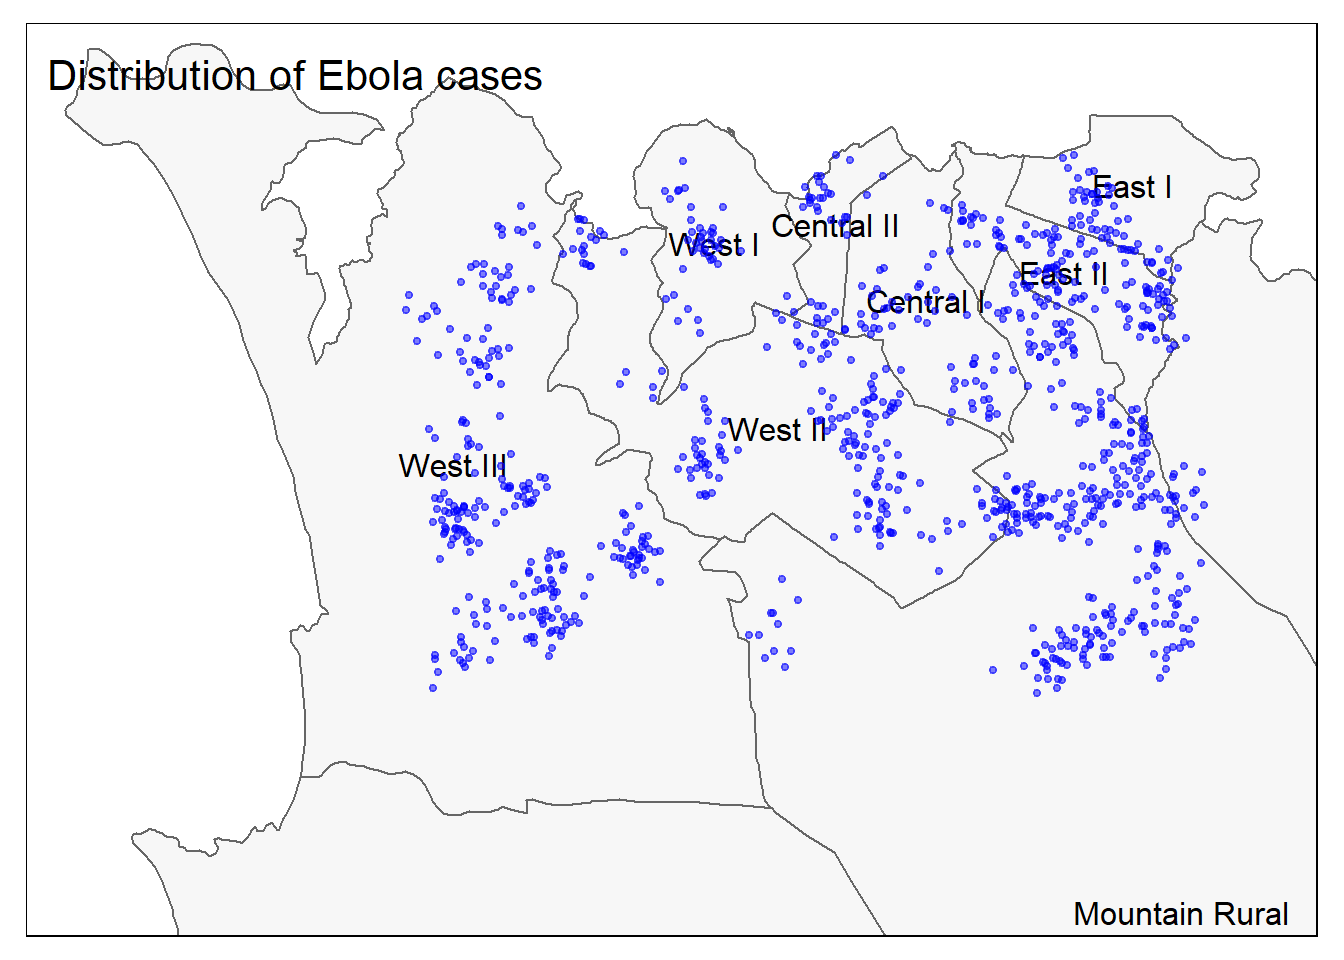 Distribution of Ebola cases
East I
Central II
West I
East II
Central I
West II
West III
Mountain Rural